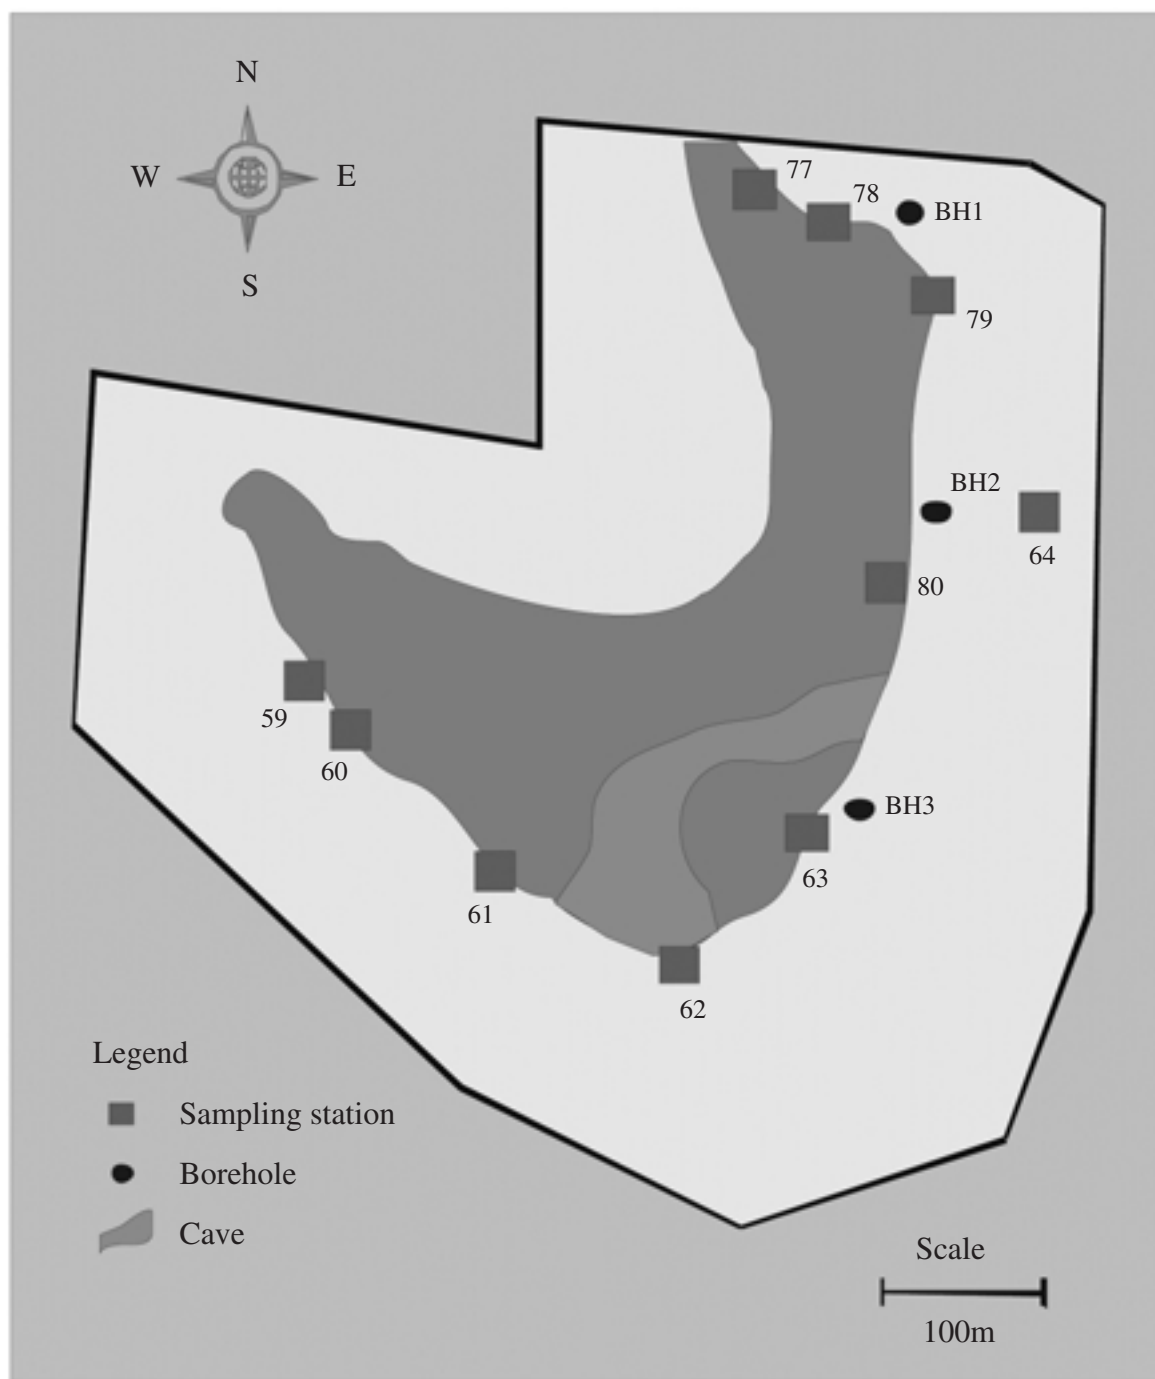 N
W
E
S
77
78
BH1
79
BH2
64
80
59
60
BH3
63
61
62
Legend
Sampling station
Borehole
Cave
Scale
100m